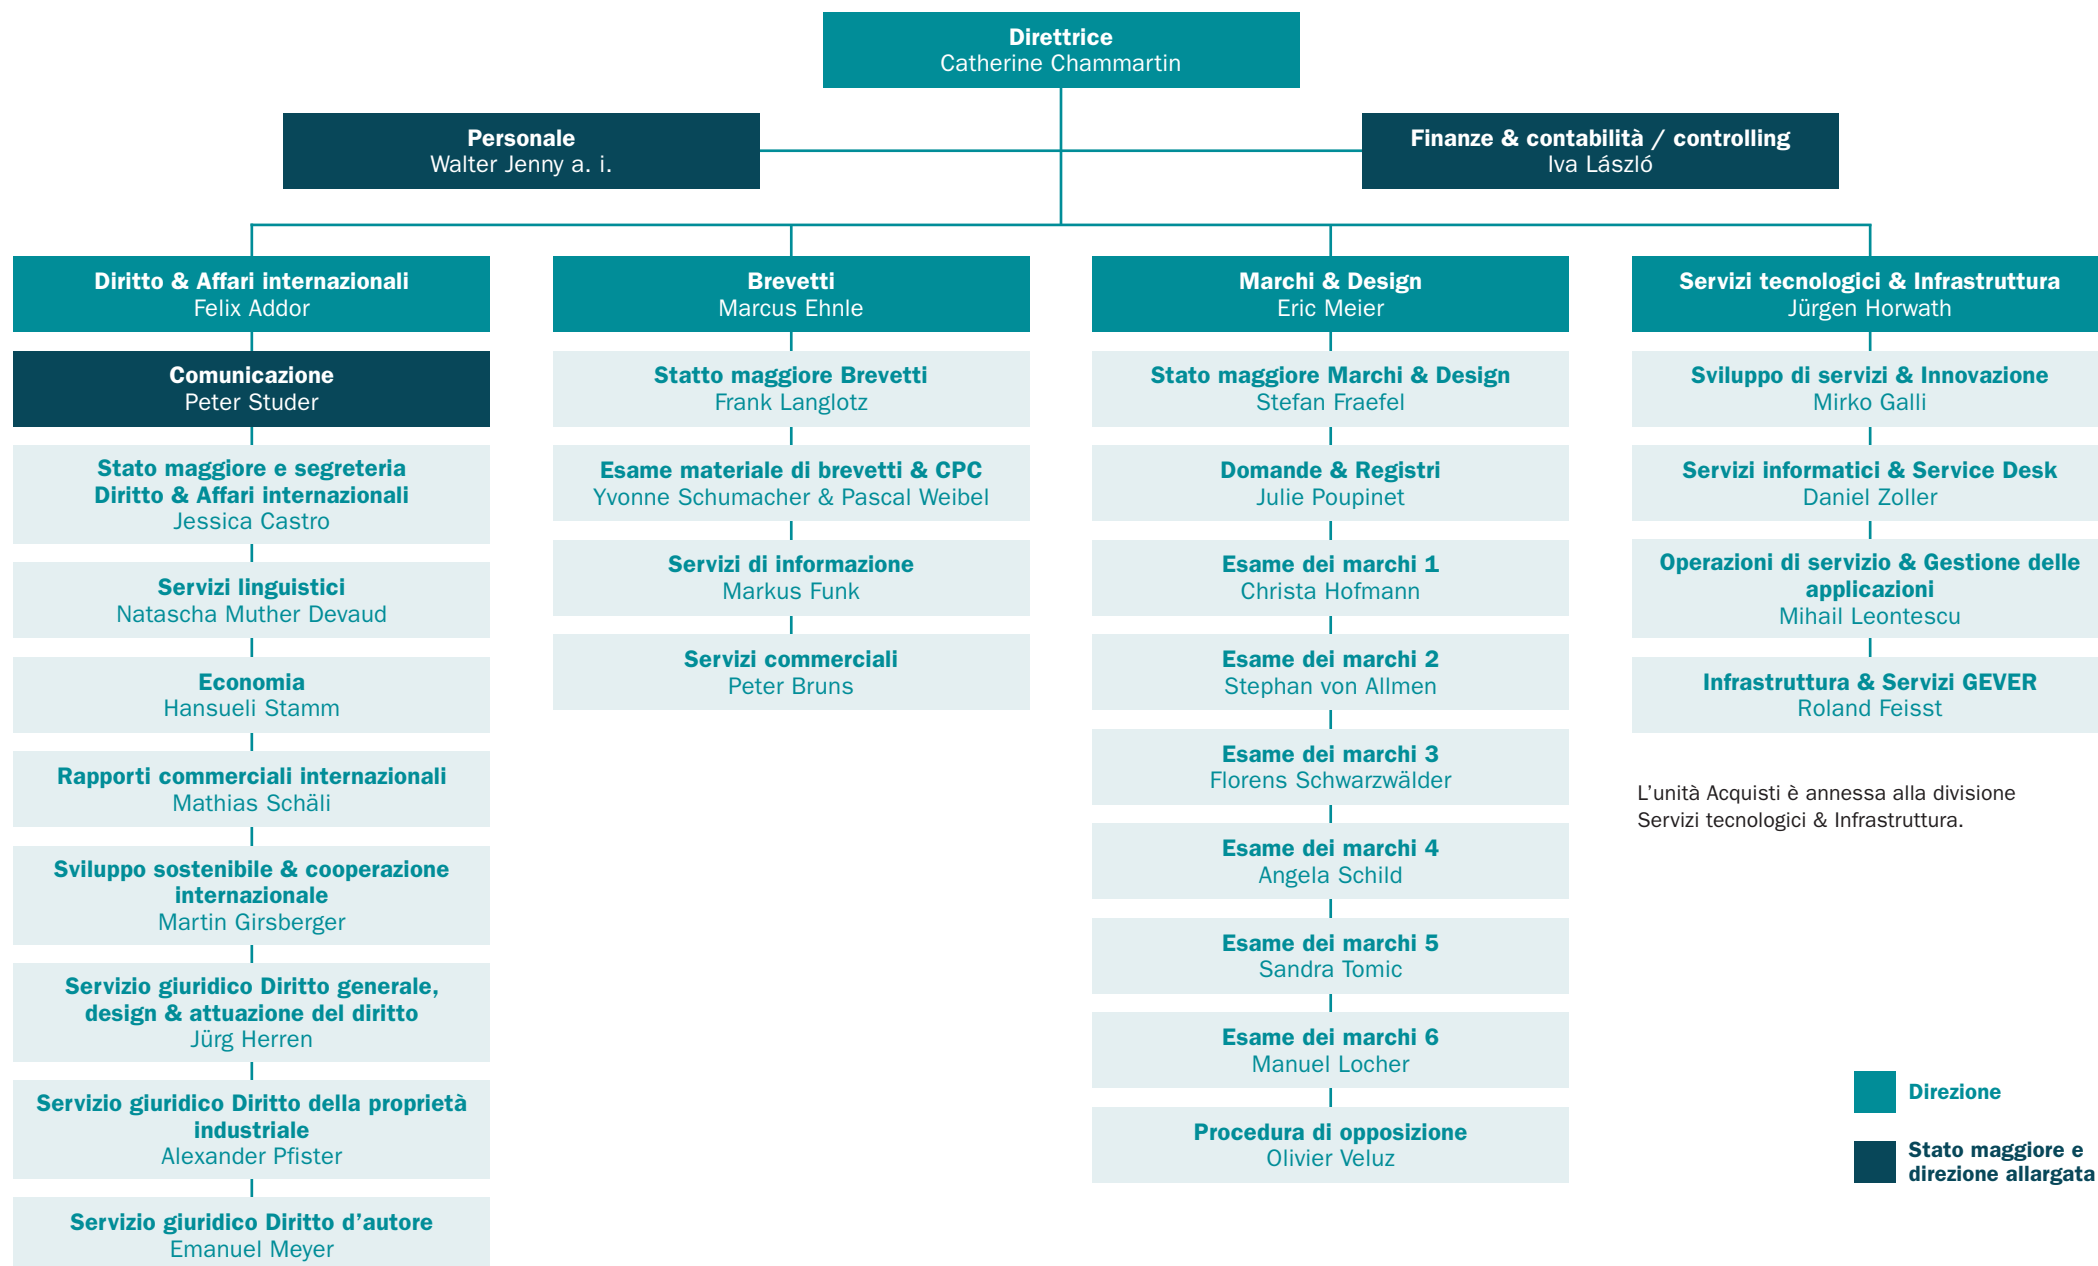 Direttrice
Catherine Chammartin
Personale
Walter Jenny a. i.
Finanze & contabilità / controlling
Iva László
Diritto & Affari internazionali
Felix Addor
Comunicazione
Peter Studer
Stato maggiore e segreteria
Diritto & Affari internazionali
Jessica Castro
Servizi linguistici
Natascha Muther Devaud
Economia
Hansueli Stamm
Rapporti commerciali internazionali
Mathias Schäli
Sviluppo sostenibile & cooperazione
internazionale
Martin Girsberger
Servizio giuridico Diritto generale,
design & attuazione del diritto
Jürg Herren
Servizio giuridico Diritto della proprietà
industriale
Alexander Pfister
Servizio giuridico Diritto d’autore
Emanuel Meyer
Brevetti
Marcus Ehnle
Statto maggiore Brevetti
Frank Langlotz
Esame materiale di brevetti & CPC
Yvonne Schumacher & Pascal Weibel
Servizi di informazione
Markus Funk
Servizi commerciali
Peter Bruns
Marchi & Design
Eric Meier
Stato maggiore Marchi & Design
Stefan Fraefel
Domande & Registri
Julie Poupinet
Esame dei marchi 1
Christa Hofmann
Esame dei marchi 2
Stephan von Allmen
Esame dei marchi 3
Florens Schwarzwälder
Esame dei marchi 4
Angela Schild
Esame dei marchi 5
Sandra Tomic
Esame dei marchi 6
Manuel Locher
Procedura di opposizione
Olivier Veluz
Servizi tecnologici & Infrastruttura
Jürgen Horwath
Sviluppo di servizi & Innovazione
Mirko Galli
Servizi informatici & Service Desk
Daniel Zoller
Operazioni di servizio & Gestione delle
applicazioni
Mihail Leontescu
Infrastruttura & Servizi GEVER
Roland Feisst
L’unità Acquisti è annessa alla divisione
Servizi tecnologici & Infrastruttura.
Direzione
Stato maggiore e
direzione allargata